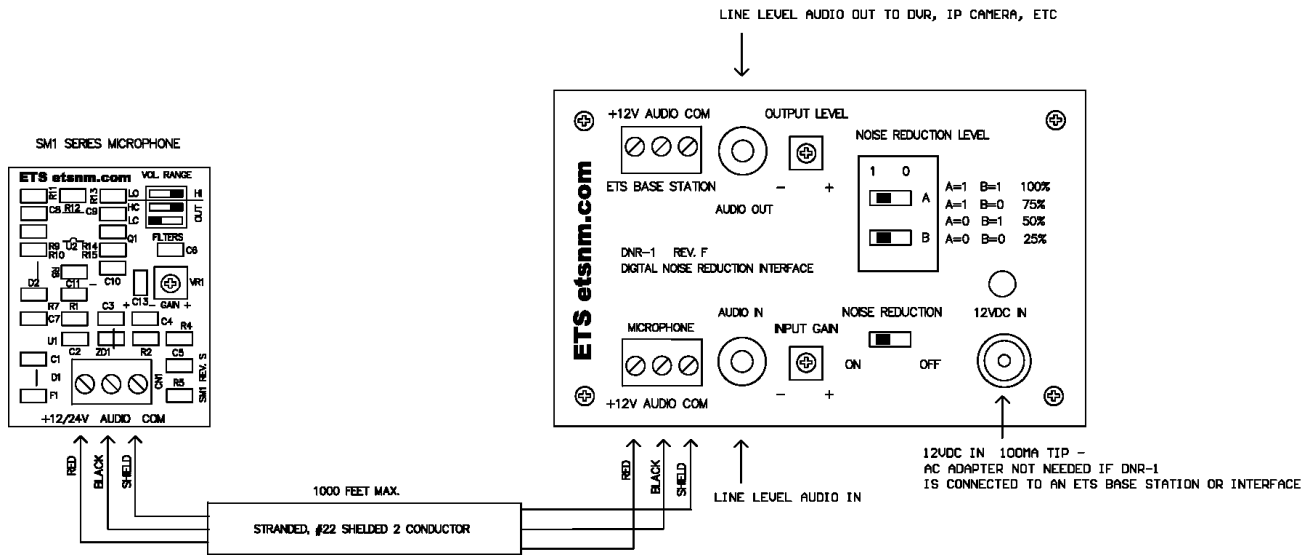 LINE LEVEL AUDIO OUT TO DVR, IP CAMERA, ETC
SM1 SERIES MICROPHONE
ETS etsnm.com
VOL. RANGE
R11
R12
R13
LO
HI
C8
C9
HC
LC
OUT
Q1
FILTERS
C6
R9
U2
R14
R10
R15
R8
C10
D2
C11
-
C13
VR1
- GAIN +
R7
R1
C3
+
C7
C4
R4
U1
C2
ZD1
R2
C5
C1
D1
F1
CN1
R5
SM1 REV. S
+12/24V AUDIO COM
RED
BLACK
SHIELD
1000 FEET MAX.
STRANDED, #22 SHIELDED 2 CONDUCTOR
ETS etsnm.com
+12V AUDIO COM
ETS BASE STATION
AUDIO OUT
OUTPUT LEVEL
- +
NOISE REDUCTION LEVEL
1 0
A
B
A=1 B=1 100%
A=1 B=0 75%
A=0 B=1 50%
A=0 B=0 25%
DNR-1 REV. F
DIGITAL NOISE REDUCTION INTERFACE
MICROPHONE
+12V AUDIO COM
AUDIO IN
INPUT GAIN
- +
NOISE REDUCTION
ON OFF
12VDC IN
RED
BLACK
SHIELD
LINE LEVEL AUDIO IN
12VDC IN 100MA TIP -
AC ADAPTER NOT NEEDED IF DNR-1
IS CONNECTED TO AN ETS BASE STATION OR INTERFACE